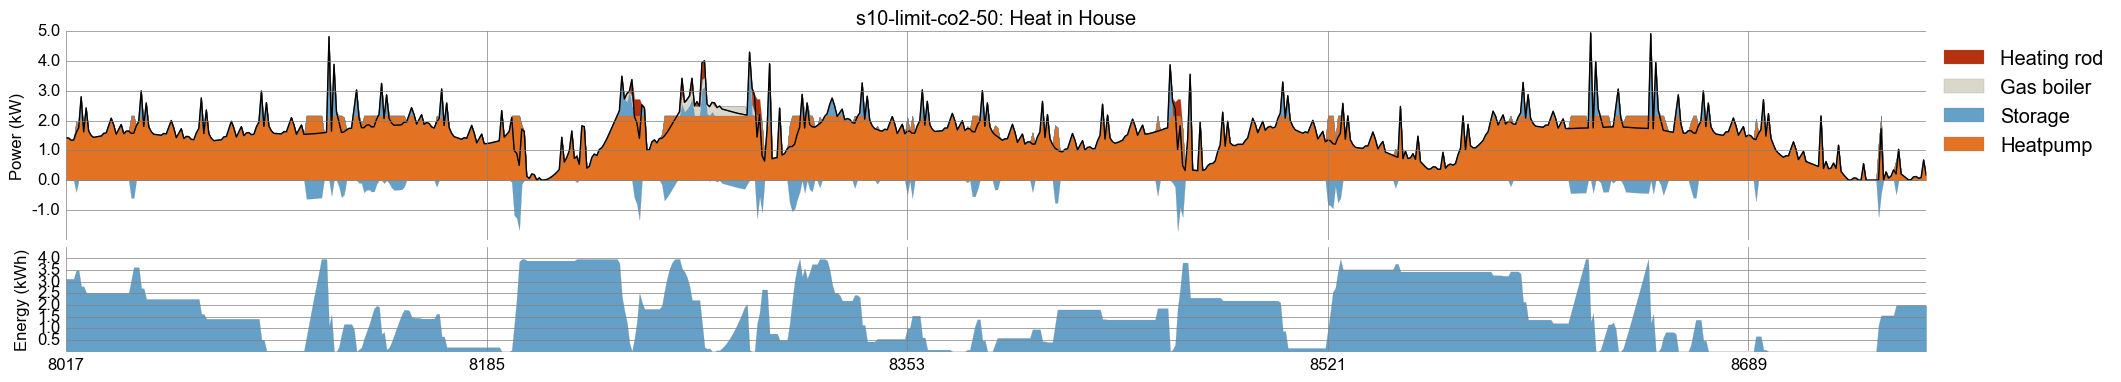 s10-limit-co2-50: Heat in House
Power (kW)
5.0
4.0
3.0
2.0
1.0
0.0
-1.0
Heating rod
Gas boiler
Storage
Heatpump
Energy (kWh)
4.0
3.5
3.0
2.5
2.0
1.5
1.0
0.5
8017
8185
8353
8521
8689